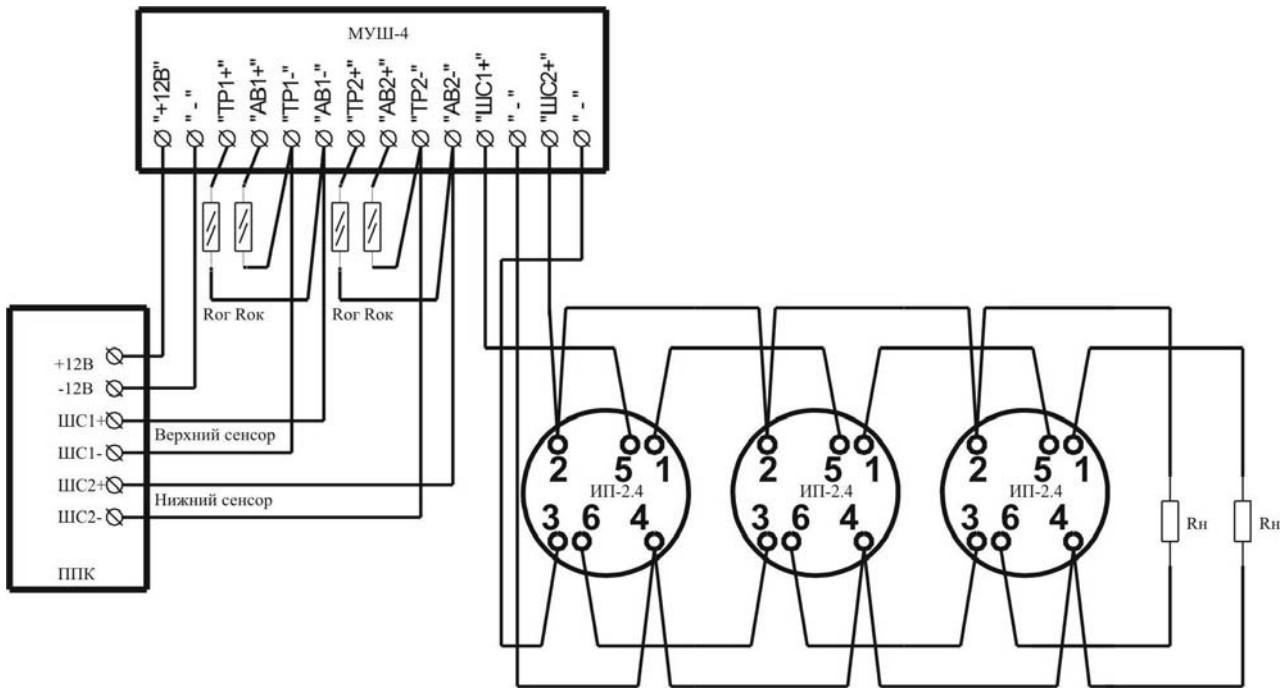 МУШ-4
"+12В"
"-"
"ТР1+"
"АВ1+"
"ТР1-"
"АВ1-"
"ТР2+"
"АВ2+"
"ТР2-"
"АВ2-"
"ШС1+"
"-"
"ШС2+"
"-"
Rог Rок
Rог Rок
+12В
-12В
ШС1+
Верхний сенсор
ШС1-
ШС2+
Нижний сенсор
ШС2-
ППК
2 5 1
ИП-2.4
3 6 4
2 5 1
ИП-2.4
3 6 4
2 5 1
ИП-2.4
3 6 4
Rн
Rн